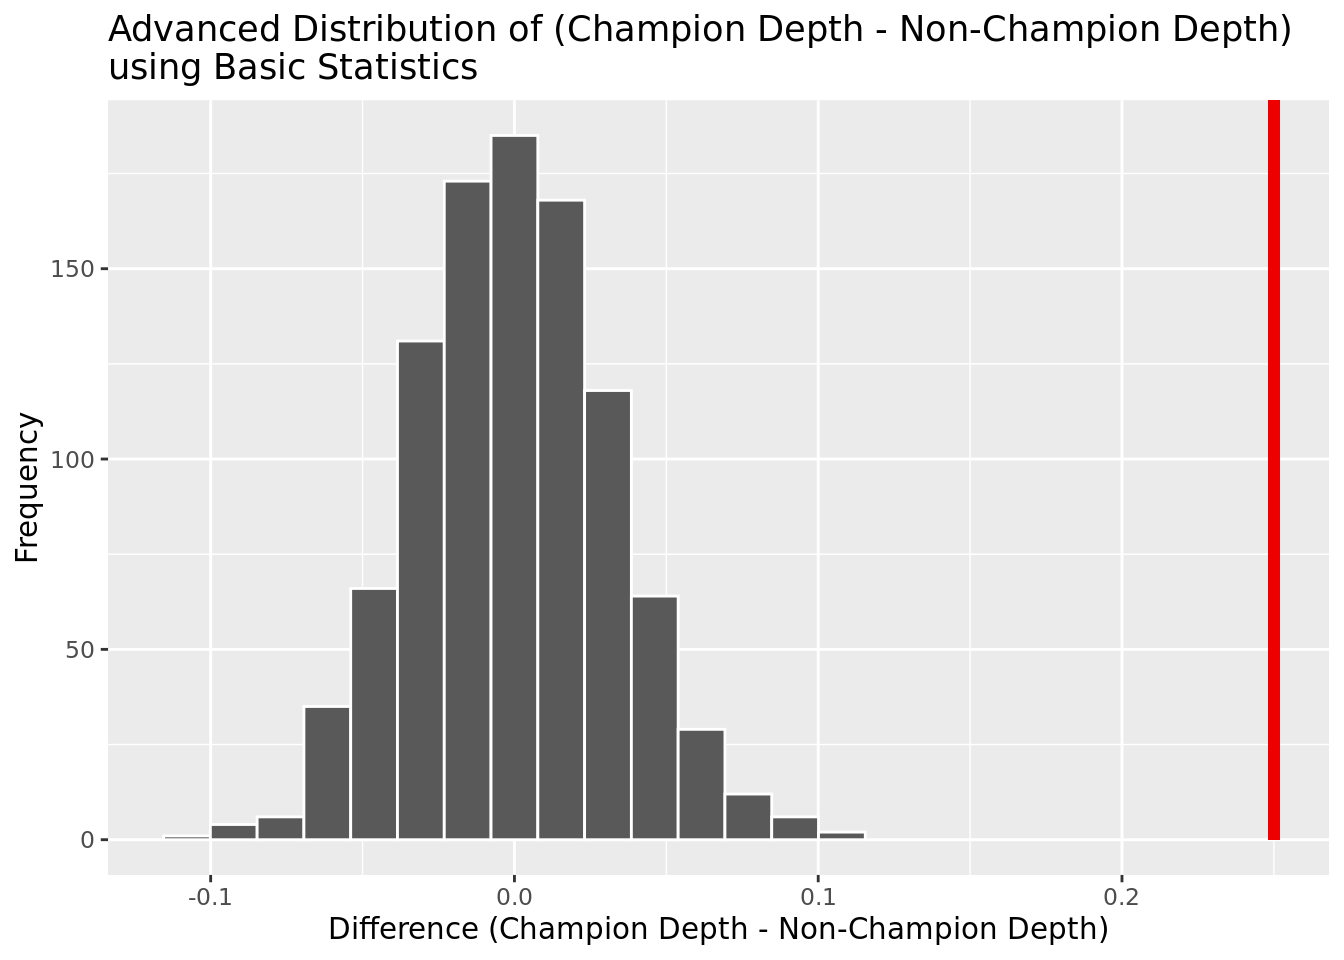 Advanced Distribution of (Champion Depth - Non-Champion Depth)
using Basic Statistics
Frequency
150
100
50
0
-0.1
0.0
0.1
0.2
Difference (Champion Depth - Non-Champion Depth)